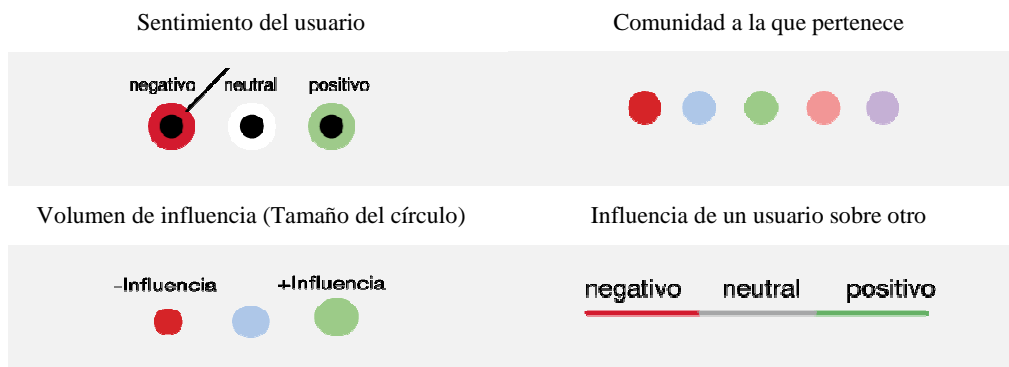 Sentimiento del usuario
Comunidad a la que pertenece
negativo neutral positivo
Volumen de influencia (Tamaño del círculo)
Influencia de un usuario sobre otro
-Influencia +Influencia
negativo neutral positivo